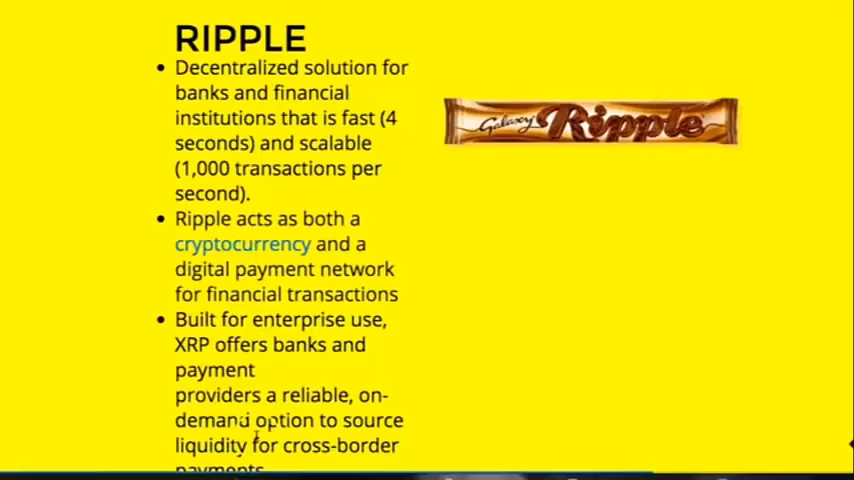 RIPPLE
• Decentralized solution for
banks and financial
institutions that is fast (4
seconds) and scalable
(1,000 transactions per
second).
• Ripple acts as both a
cryptocurrency and a
digital payment network
for financial transactions
• Built for enterprise use,
XRP offers banks and
payment
providers a reliable, on-
demand option to source
liquidity for cross-border
payments
Galaxy Ripple